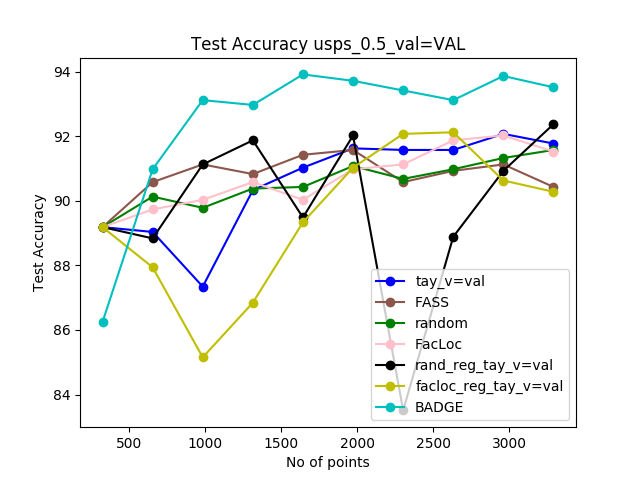 Test Accuracy usps_0.5_val=VAL
94
92
90
88
86
84
Test Accuracy
500
1000
1500
2000
2500
3000
No of points
tay_v=val
FASS
random
FacLoc
rand_reg_tay_v=val
facloc_reg_tay_v=val
BADGE